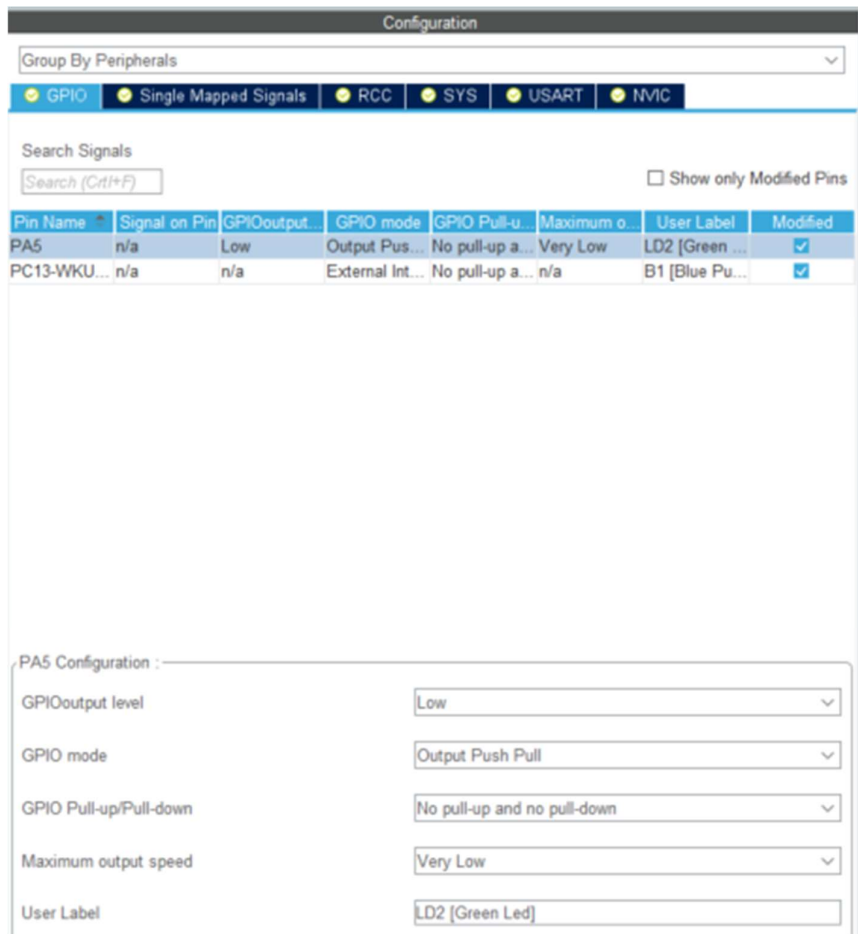 Configuration
Group By Peripherals
GPIO Single Mapped Signals RCC SYS USART NVIC
Search Signals
Search (Crtl+F) Show only Modified Pins
Pin Name Signal on Pin GPIOoutput... GPIO mode GPIO Pull-u... Maximum o... User Label Modified
PA5 n/a Low Output Pus... No pull-up a... Very Low LD2 [Green ...
PC13-WKU... n/a n/a External Int... No pull-up a... n/a B1 [Blue Pu...
PA5 Configuration :
GPIOoutput level Low
GPIO mode Output Push Pull
GPIO Pull-up/Pull-down No pull-up and no pull-down
Maximum output speed Very Low
User Label LD2 [Green Led]